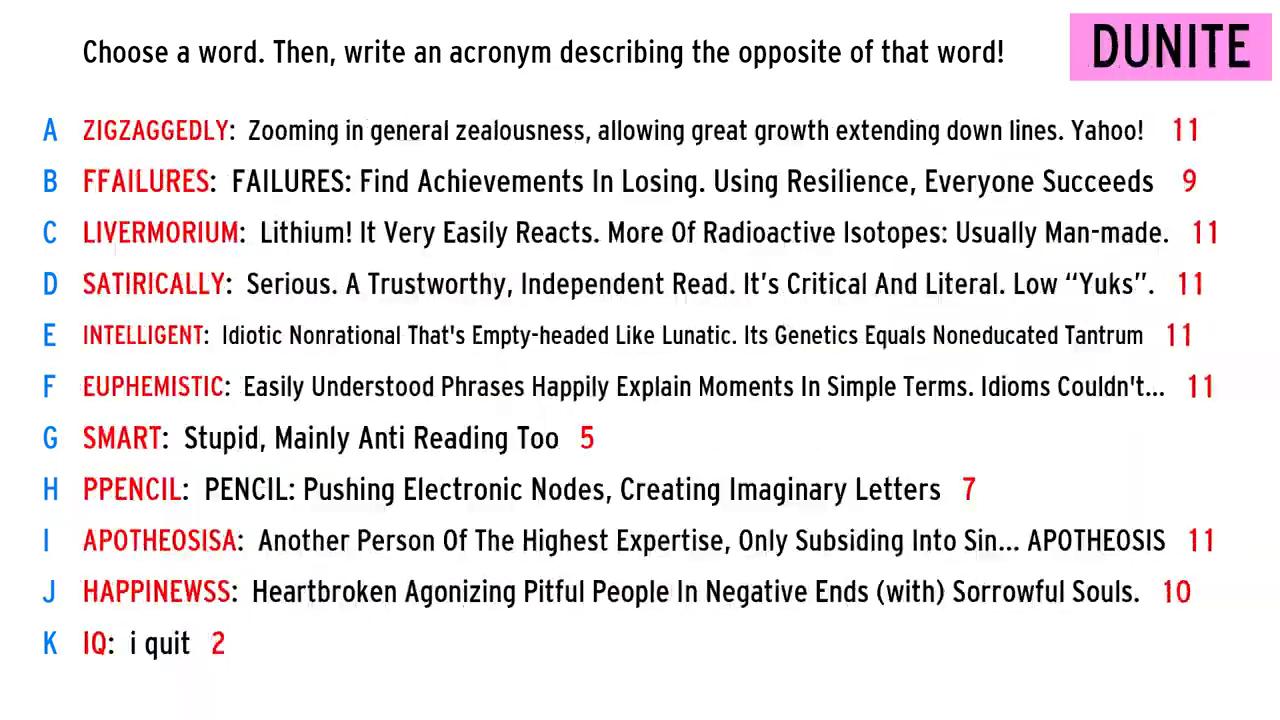 Choose a word. Then, write an acronym describing the opposite of that word!
DUNITE
A ZIGZAGGEDLY: Zooming in general zealousness, allowing great growth extending down lines. Yahoo! 11
B FFAILURES: FAILURES: Find Achievements In Losing. Using Resilience, Everyone Succeeds 9
C LIVERMORIUM: Lithium! It Very Easily Reacts. More Of Radioactive Isotopes: Usually Man-made. 11
D SATIRICALLY: Serious. A Trustworthy, Independent Read. It's Critical And Literal. Low “Yuks”. 11
E INTELLIGENT: Idiotic Nonrational That's Empty-headed Like Lunatic. Its Genetics Equals Noneducated Tantrum 11
F EUPHEMISTIC: Easily Understood Phrases Happily Explain Moments In Simple Terms. Idioms Couldn't... 11
G SMART: Stupid, Mainly Anti Reading Too 5
H PPENCIL: PENCIL: Pushing Electronic Nodes, Creating Imaginary Letters 7
I APOTHEOSISA: Another Person Of The Highest Expertise, Only Subsiding Into Sin... APOTHEOSIS 11
J HAPPINEWSS: Heartbroken Agonizing Pitful People In Negative Ends (with) Sorrowful Souls. 10
K IQ: i quit 2